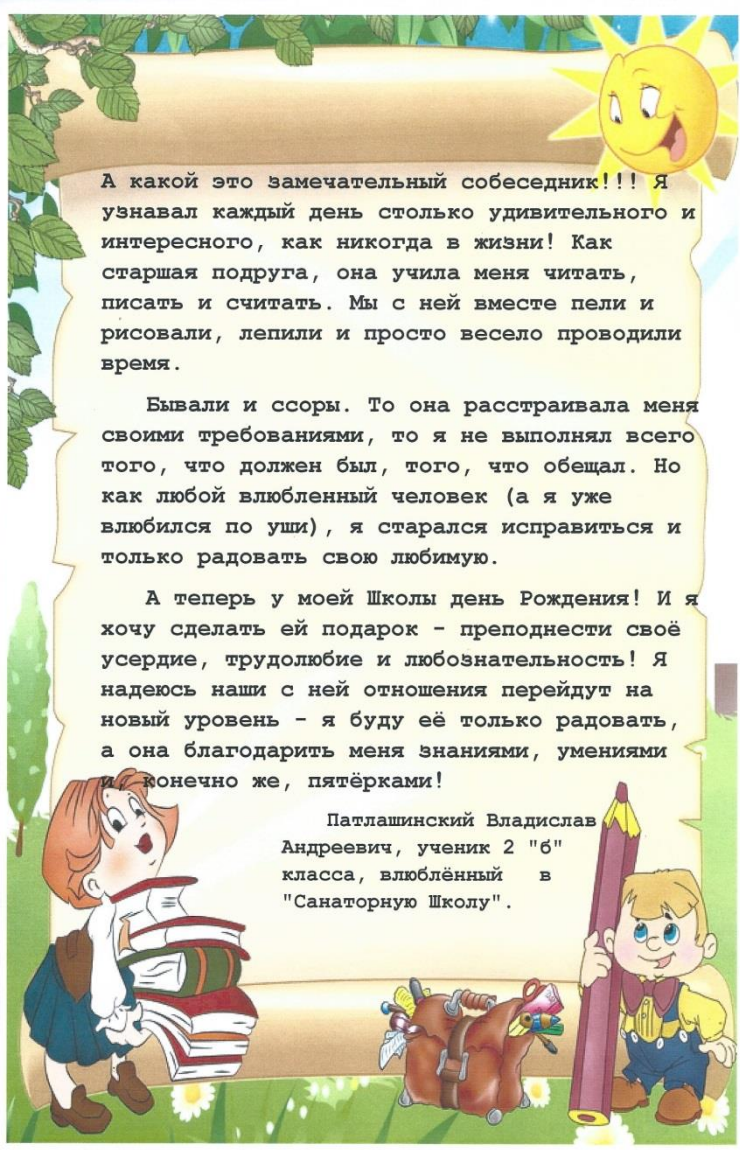 А какой это замечательный собеседник!!! Я
узнавал каждый день столько удивительного и
интересного, как никогда в жизни! Как
старшая подруга, она учила меня читать,
писать и считать. Мы с ней вместе пели и
рисовали, лепили и просто весело проводили
время.
Бывали и ссоры. То она расстраивала меня
своими требованиями, то я не выполнял всего
того, что должен был, того, что обещал. Но
как любой влюбленный человек (а я уже
влюбился по уши), я старался исправиться и
только радовать свою любимую.
А теперь у моей Школы день Рождения! И я
хочу сделать ей подарок – преподнести своё
усердие, трудолюбие и любознательность! Я
надеюсь наши с ней отношения перейдут на
новый уровень – я буду её только радовать,
а она благодарить меня знаниями, умениями
и, конечно же, пятёрками!
Патлашинский Владислав
Андреевич, ученик 2 "б"
класса, влюблённый в
"Санаторную Школу".